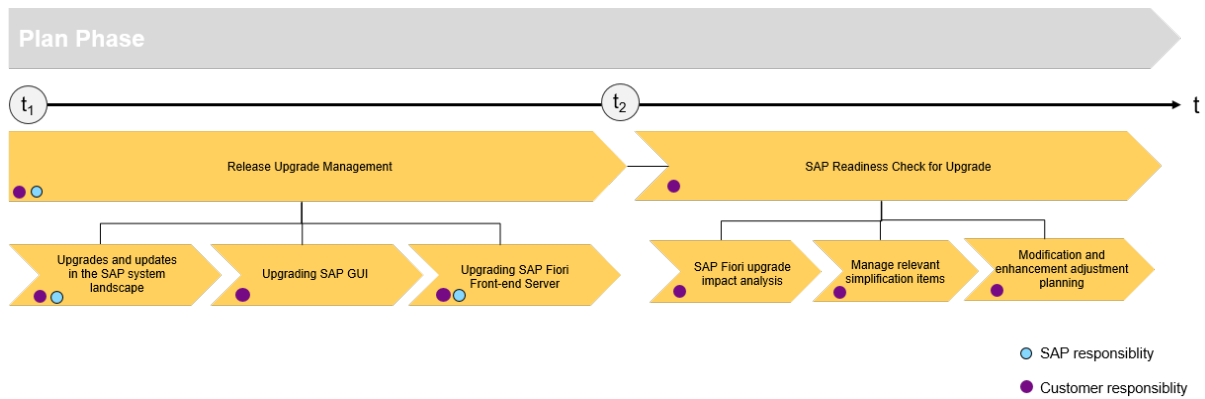 Plan Phase
t1
t2
t
Release Upgrade Management
SAP Readiness Check for Upgrade
Upgrades and updates
in the SAP system
landscape
Upgrading SAP GUI
Upgrading SAP Fiori
Front-end Server
SAP Fiori upgrade
impact analysis
Manage relevant
simplification items
Modification and
enhancement adjustment
planning
SAP responsiblity
Customer responsiblity